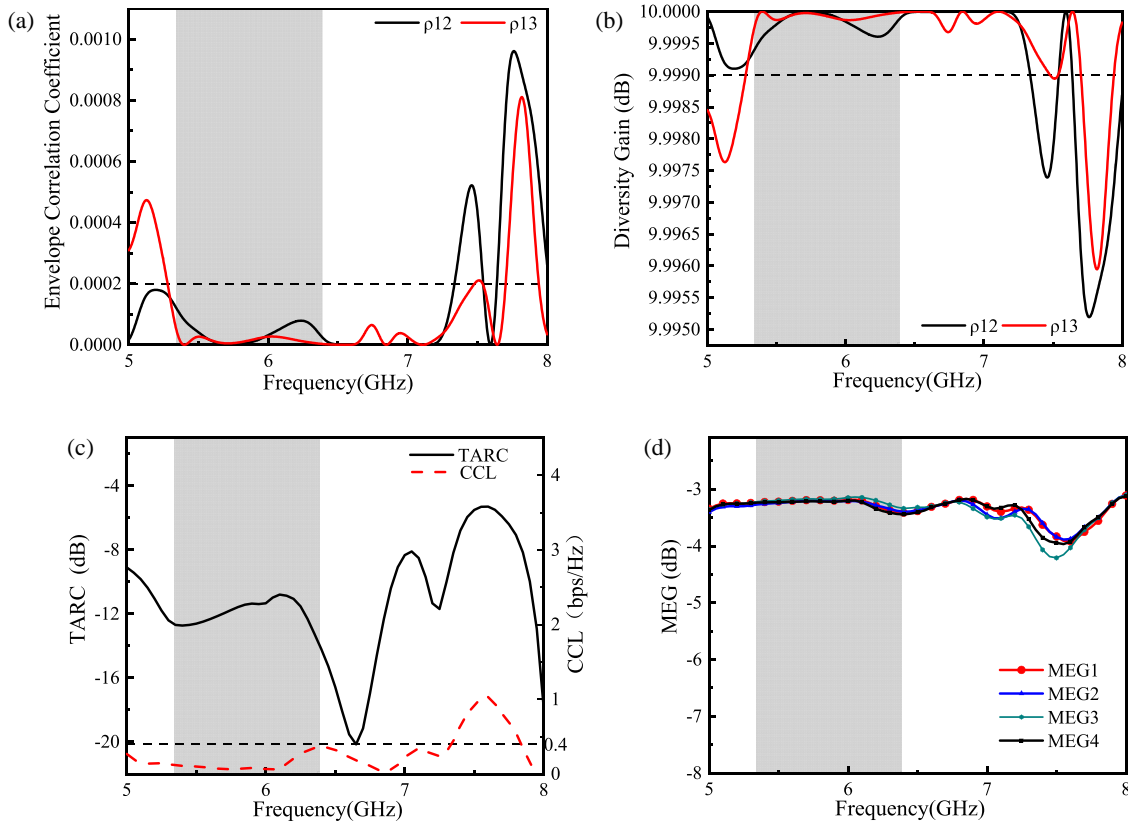 (a)
ρ12 ρ13
Envelope Correlation Coefficient
0.0010
0.0008
0.0006
0.0004
0.0002
0.0000
5 6 7 8
Frequency(GHz)
(b)
Diversity Gain (dB)
10.0000
9.9995
9.9990
9.9985
9.9980
9.9975
9.9970
9.9965
9.9960
9.9955
9.9950
ρ12 ρ13
5 6 7 8
Frequency(GHz)
(c)
TARC
CCL
TARC (dB)
-4
-8
-12
-16
-20
4
3
2
1
0.4
0
CCL (bps/Hz)
5 6 7 8
Frequency(GHz)
(d)
MEG (dB)
-3
-4
-5
-6
-7
-8
MEG1
MEG2
MEG3
MEG4
5 6 7 8
Frequency(GHz)